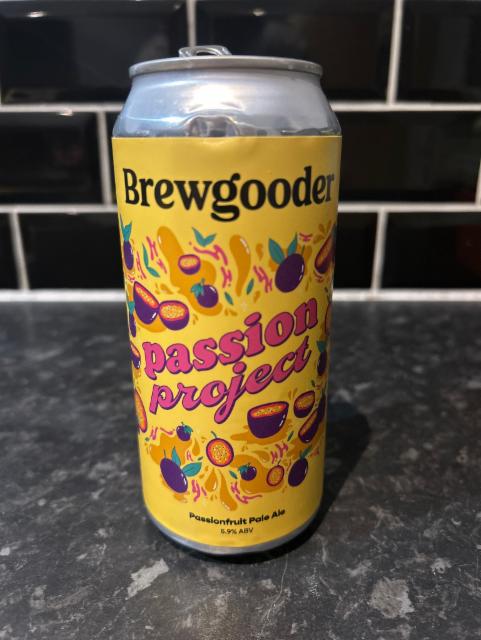 Brewgooder
passion
project
Passionfruit Pale Ale
5.9% ABV